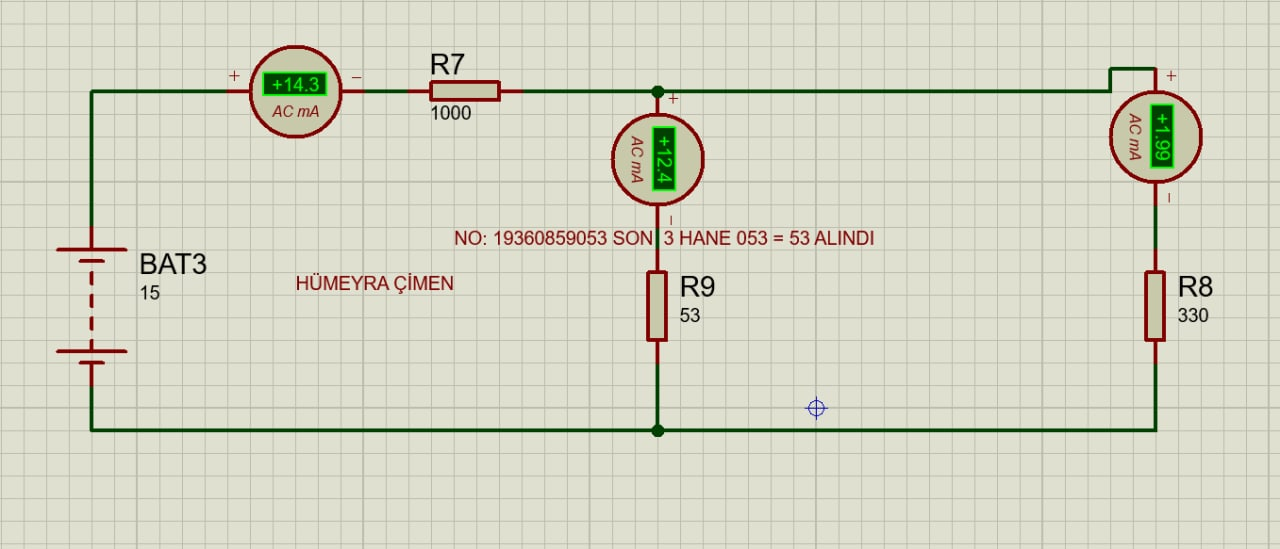 R7
+14.3
AC mA
1000
+12.4
AC mA
+1.99
AC mA
NO: 19360859053 SON 3 HANE 053 = 53 ALINDI
BAT3
15
HÜMEYRA ÇİMEN
R9
53
R8
330